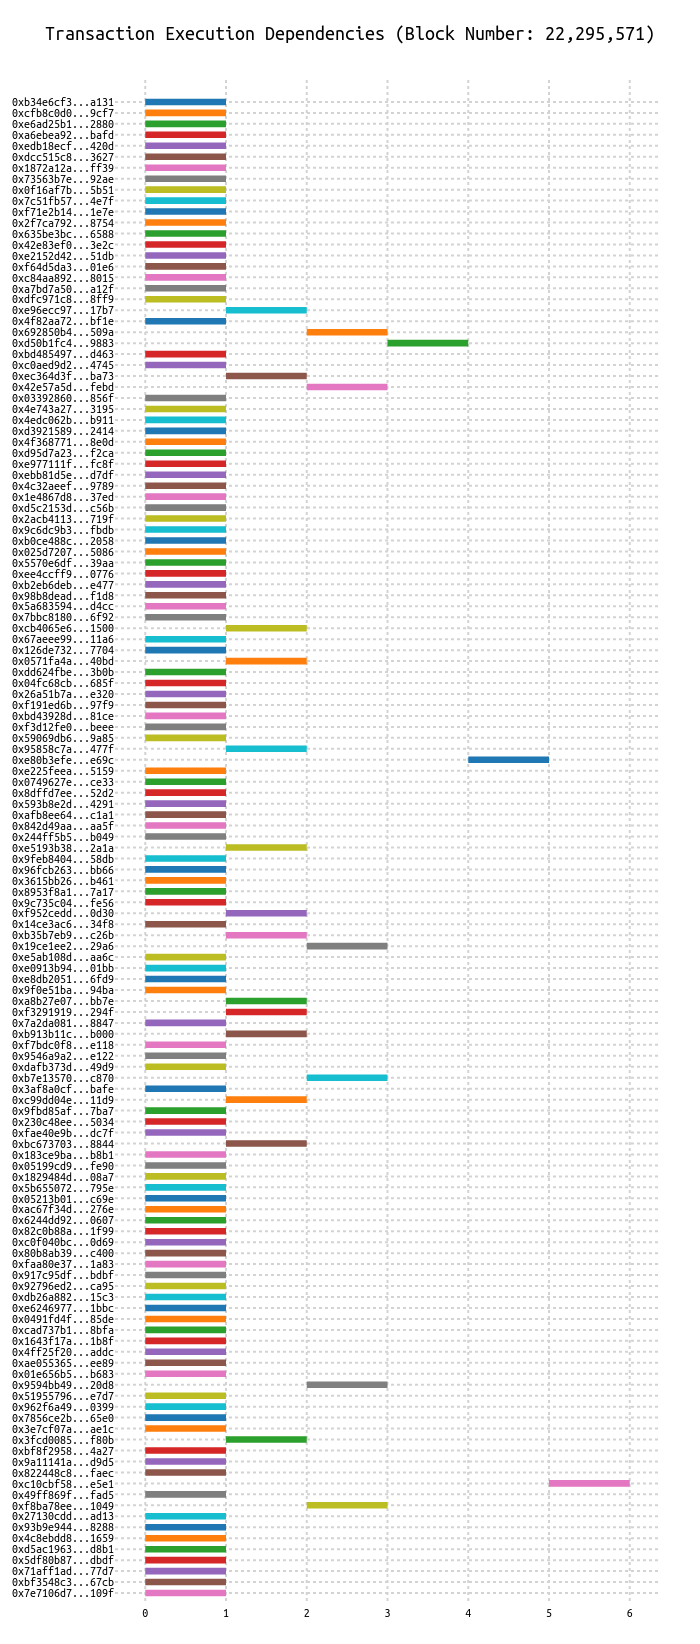 Transaction Execution Dependencies (Block Number: 22,295,571)
0xb34e6cf3...a131
0xcfb8c0d0...9cf7
0xe6ad25b1...2880
0xa6ebea92...bafd
0xedb18ecf...420d
0xdcc515c8...3627
0x1872a12a...ff39
0x73563b7e...92ae
0x0f16af7b...5b51
0x7c51fb57...4e7f
0xf71e2b14...1e7e
0x2f7ca792...8754
0x635be3bc...6588
0x42e83ef0...3e2c
0xe2152d42...51db
0xf64d5da3...01e6
0xc84aa892...8015
0xa7bd7a50...a12f
0xdfc971c8...8ff9
0xe96ecc97...17b7
0x4f82aa72...bf1e
0x692850b4...509a
0xd50b1fc4...9883
0xbd485497...d463
0xc0aed9d2...4745
0xec364d3f...ba73
0x42e57a5d...febd
0x03392860...856f
0x4e743a27...3195
0x4edc062b...b911
0xd3921589...2414
0x4f368771...8e0d
0xd95d7a23...f2ca
0xe977111f...fc8f
0xebb81d5e...d7df
0x4c32aeef...9789
0x1e4867d8...37ed
0xd5c2153d...c56b
0x2acb4113...719f
0x9c6dc9b3...fbdb
0xb0ce488c...2058
0x025d7207...5086
0x5570e6df...39aa
0xee4ccff9...0776
0xb2eb6deb...e477
0x98b8dead...f1d8
0x5a683594...d4cc
0x7bbc8180...6f92
0xcb4065e6...1500
0x67aeee99...11a6
0x126de732...7704
0x0571fa4a...40bd
0xdd624fbe...3b0b
0x04fc68cb...685f
0x26a51b7a...e320
0xf191ed6b...97f9
0xbd43928d...81ce
0xf3d12fe0...beee
0x59069db6...9a85
0x95858c7a...477f
0xe80b3efe...e69c
0xe225feea...5159
0x0749627e...ce33
0x8dffd7ee...52d2
0x593b8e2d...4291
0xafb8ee64...c1a1
0x842d49aa...aa5f
0x244ff5b5...b049
0xe5193b38...2a1a
0x9feb8404...58db
0x96fcb263...bb66
0x3615bb26...b461
0x8953f8a1...7a17
0x9c735c04...fe56
0xf952cedd...0d30
0x14ce3ac6...34f8
0xb35b7eb9...c26b
0x19ce1ee2...29a6
0xe5ab108d...aa6c
0xe0913b94...01bb
0xe8db2051...6fd9
0x9f0e51ba...94ba
0xa8b27e07...bb7e
0xf3291919...294f
0x7a2da081...8847
0xb913b11c...b000
0xf7bdc0f8...e118
0x9546a9a2...e122
0xdafb373d...49d9
0xb7e13570...c870
0x3af8a0cf...bafe
0xc99dd04e...11d9
0x9fbd85af...7ba7
0x230c48ee...5034
0xfae40e9b...dc7f
0xbc673703...8844
0x183ce9ba...b8b1
0x05199cd9...fe90
0x1829484d...08a7
0x5b655072...795e
0x05213b01...c69e
0xac67f34d...276e
0x6244dd92...0607
0x82c0b88a...1f99
0xc0f040bc...0d69
0x80b8ab39...c400
0xfaa80e37...1a83
0x917c95df...bdbf
0x92796ed2...ca95
0xdb26a882...15c3
0xe6246977...1bbc
0x0491fd4f...85de
0xcad737b1...8bfa
0x1643f17a...1b8f
0x4ff25f20...addc
0xae055365...ee89
0x01e656b5...b683
0x9594bb49...20d8
0x51955796...e7d7
0x962f6a49...0399
0x7856ce2b...65e0
0x3e7cf07a...ae1c
0x3fcd0085...f80b
0xbf8f2958...4a27
0x9a11141a...d9d5
0x822448c8...faec
0xc10cbf58...e5e1
0x49ff869f...fad5
0xf8ba78ee...1049
0x27130cdd...ad13
0x93b9e944...8288
0x4c8ebdd8...1659
0xd5ac1963...d8b1
0x5df80b87...dbdf
0x71aff1ad...77d7
0xbf3548c3...67cb
0x7e7106d7...109f
0 1 2 3 4 5 6